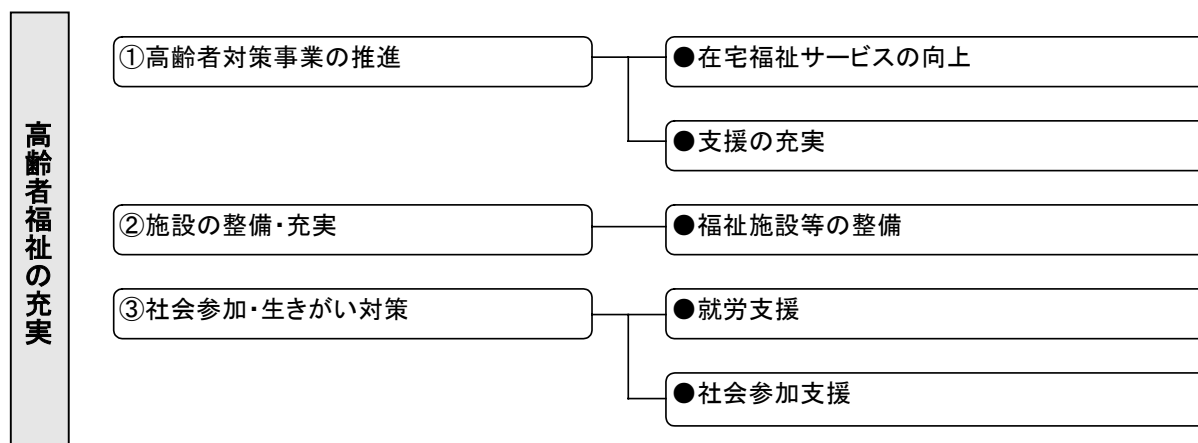 高齢者福祉の充実
①高齢者対策事業の推進
●在宅福祉サービスの向上
●支援の充実
②施設の整備・充実
●福祉施設等の整備
③社会参加・生きがい対策
●就労支援
●社会参加支援